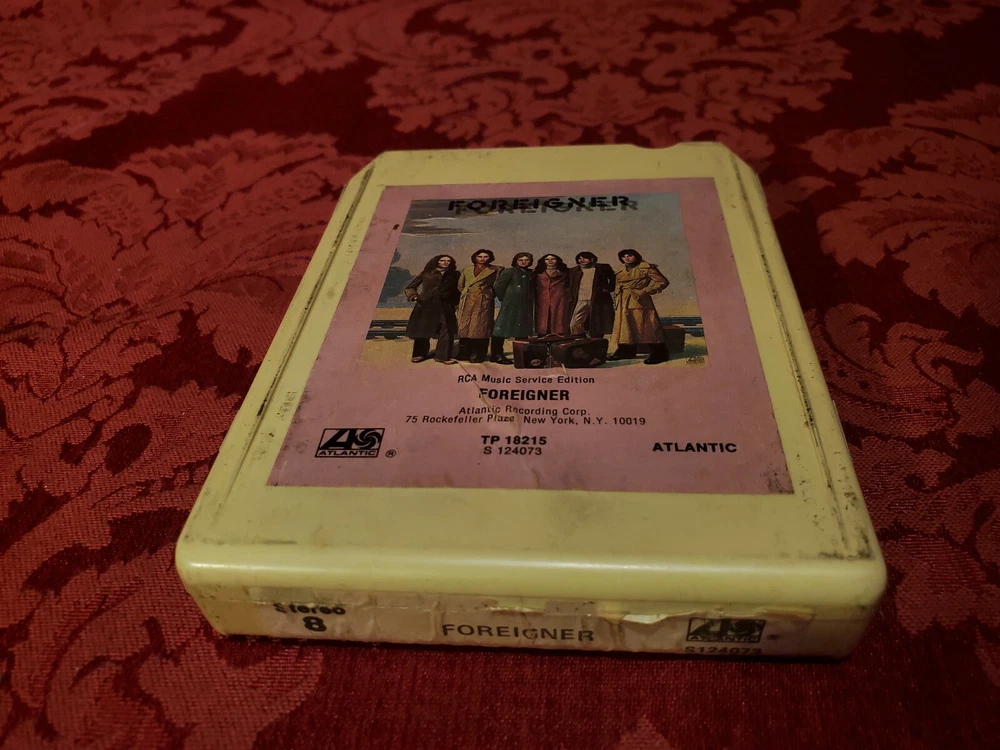 FOREIGNER
RCA Music Service Edition
FOREIGNER
Atlantic Recording Corp.
75 Rockefeller Plaza New York, N.Y. 10019
ATLANTIC ®
TP 18215
S 124073
ATLANTIC
Stereo
8
FOREIGNER
ATLANTIC ®
S124073